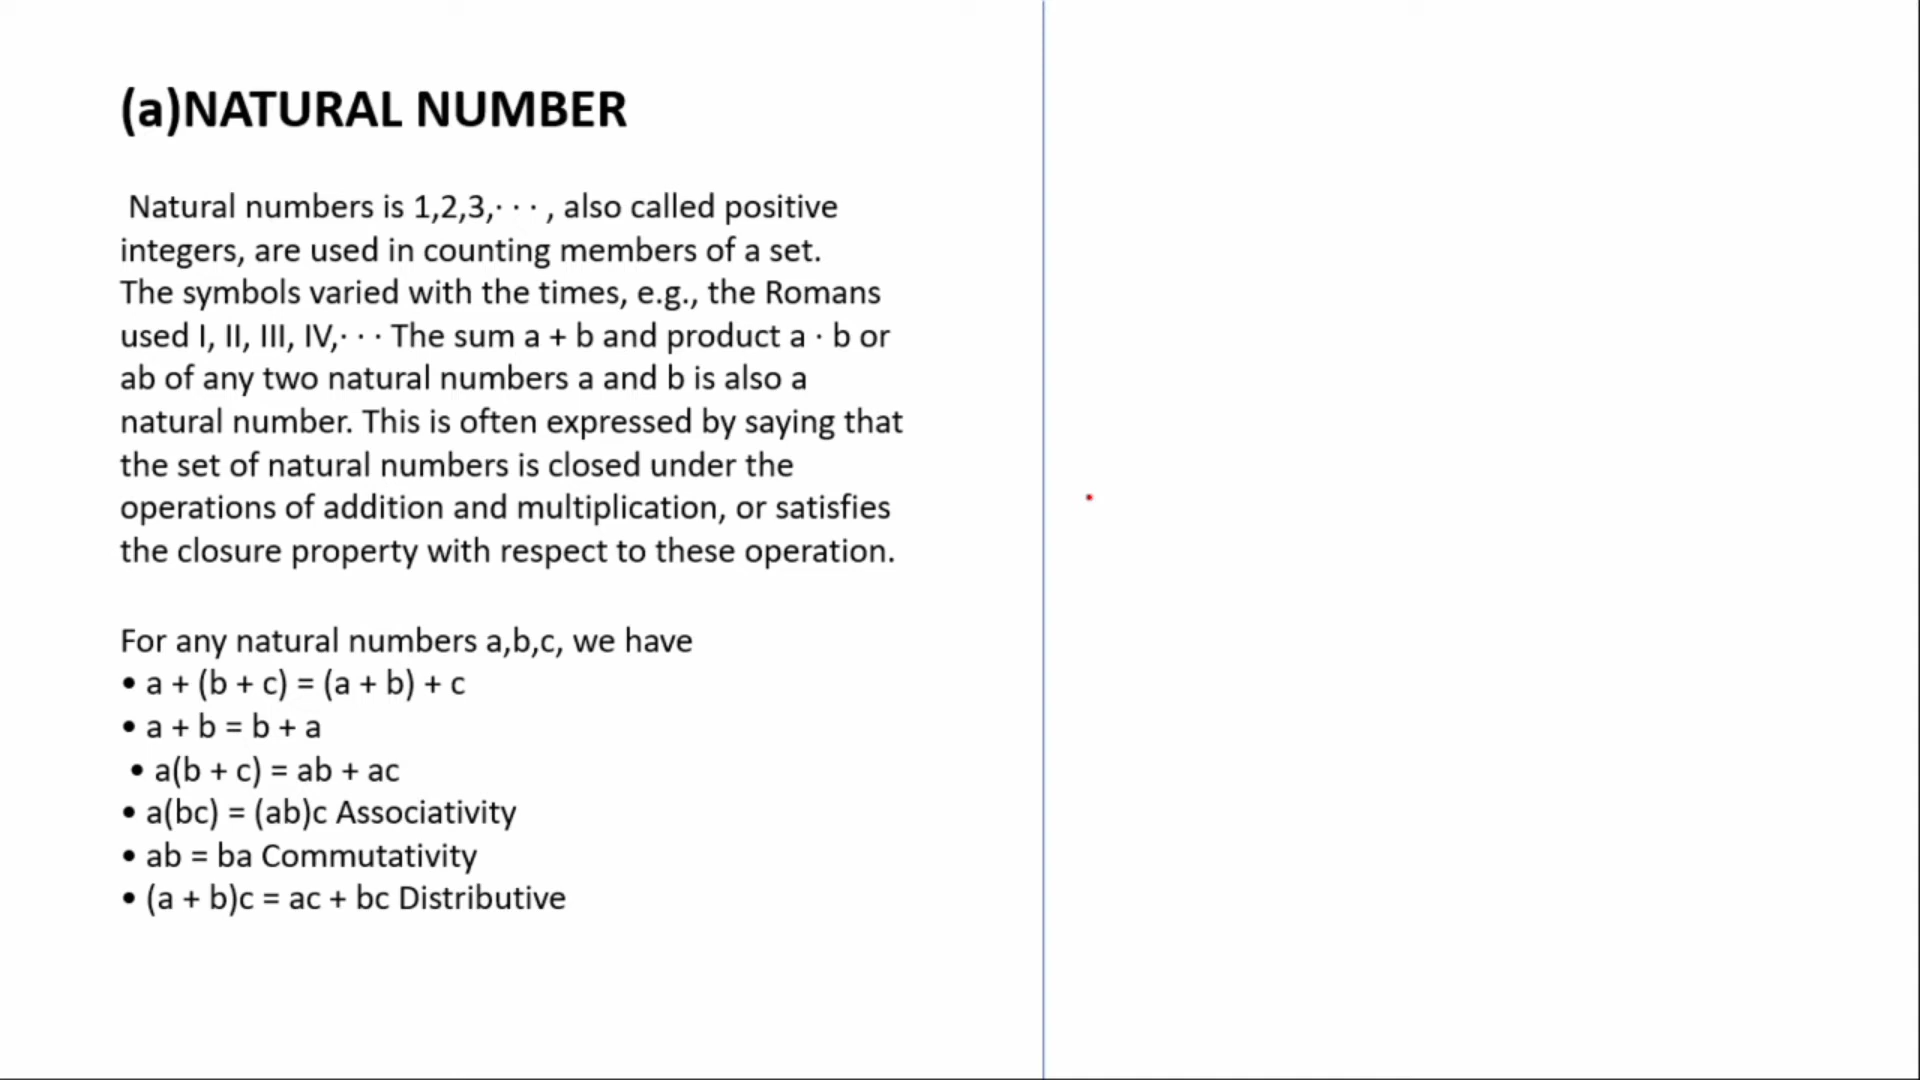 (a)NATURAL NUMBER
Natural numbers is 1,2,3,· · · , also called positive
integers, are used in counting members of a set.
The symbols varied with the times, e.g., the Romans
used I, II, III, IV,· · · The sum a + b and product a · b or
ab of any two natural numbers a and b is also a
natural number. This is often expressed by saying that
the set of natural numbers is closed under the
operations of addition and multiplication, or satisfies
the closure property with respect to these operation.
For any natural numbers a,b,c, we have
• a + (b + c) = (a + b) + c
• a + b = b + a
• a(b + c) = ab + ac
• a(bc) = (ab)c Associativity
• ab = ba Commutativity
• (a + b)c = ac + bc Distributive